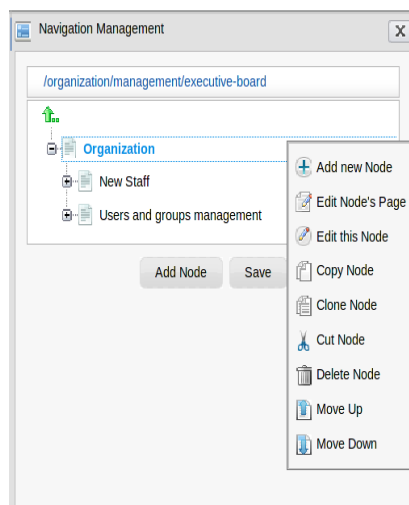 Navigation Management
X
/organization/management/executive-board
Organization
New Staff
Users and groups management
Add Node
Save
Add new Node
Edit Node's Page
Edit this Node
Copy Node
Clone Node
Cut Node
Delete Node
Move Up
Move Down